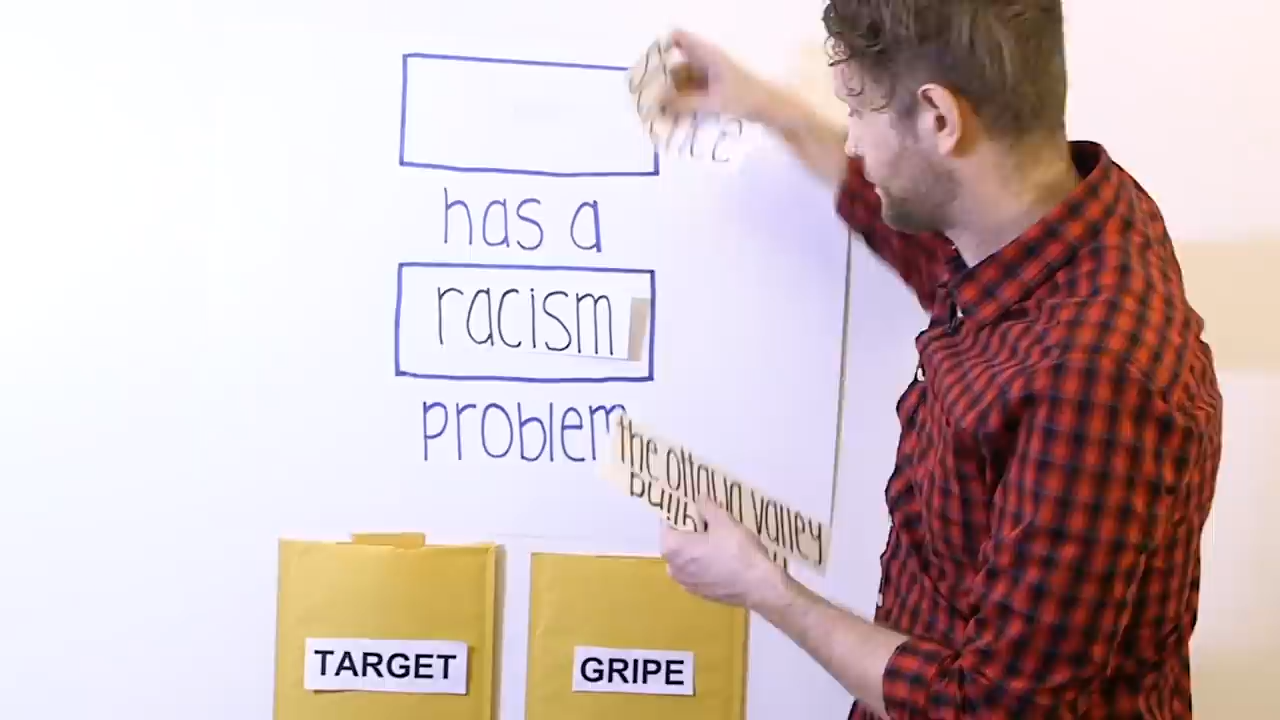 has a
racism
problem
the ottawa valley
TARGET
GRIPE